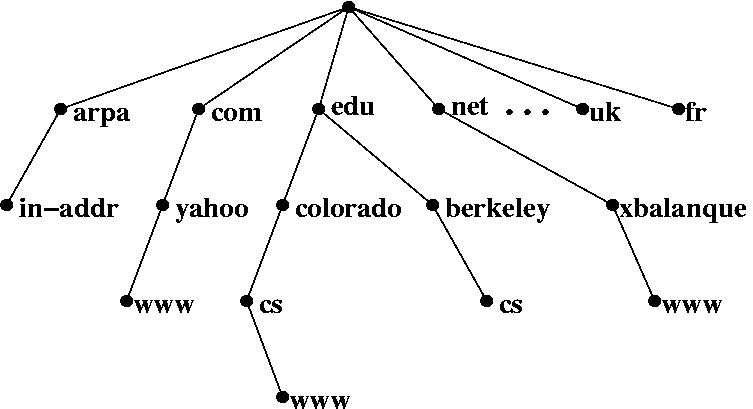 arpa com edu net ... uk fr
in-addr yahoo colorado berkeley xbalanque
www cs cs www
www